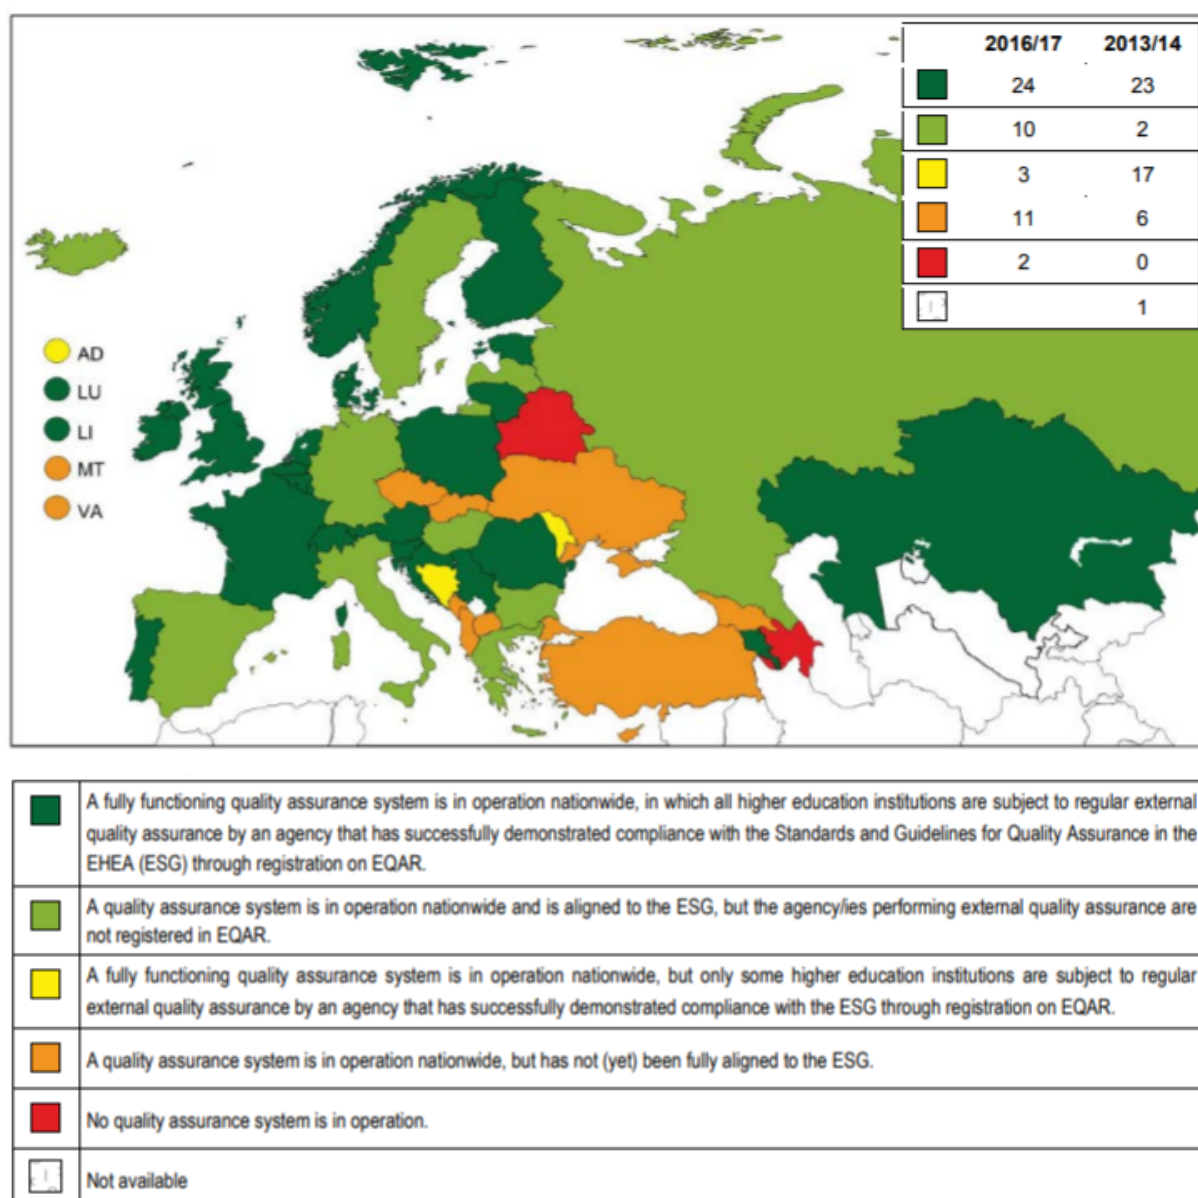 2016/17 2013/14
24 23
10 2
3 17
11 6
2 0
1
AD
LU
LI
MT
VA
A fully functioning quality assurance system is in operation nationwide, in which all higher education institutions are subject to regular external
quality assurance by an agency that has successfully demonstrated compliance with the Standards and Guidelines for Quality Assurance in the
EHEA (ESG) through registration on EQAR.
A quality assurance system is in operation nationwide and is aligned to the ESG, but the agency/ies performing external quality assurance are
not registered in EQAR.
A fully functioning quality assurance system is in operation nationwide, but only some higher education institutions are subject to regular
external quality assurance by an agency that has successfully demonstrated compliance with the ESG through registration on EQAR.
A quality assurance system is in operation nationwide, but has not (yet) been fully aligned to the ESG.
No quality assurance system is in operation.
Not available